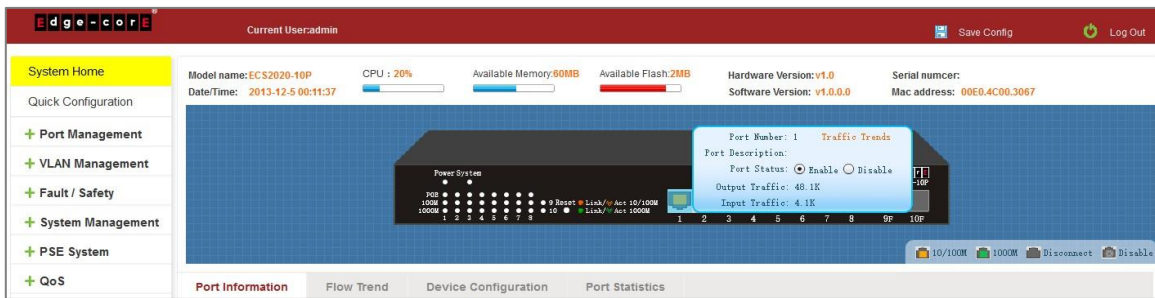 Edge-corE®
Current User:admin
Save Config
Log Out
System Home
Quick Configuration
Port Management
VLAN Management
Fault / Safety
System Management
PSE System
QoS
Model name:ECS2020-10P
CPU : 20%
Available Memory:60MB
Available Flash:2MB
Hardware Version:v1.0
Serial numcer:
Date/Time: 2013-12-5 00:11:37
Software Version: v1.0.0.0
Mac address: 00E0.4C00.3067
Port Number: 1 Traffic Trends
Port Description:
Port Status: Enable Disable
Output Traffic: 48.1K
Input Traffic: 4.1K
Power System
POE
100M 9 Reset Link/ Act 10/100M
1000M 10 Link/ Act 1000M
1 2 3 4 5 6 7 8
-10P
1 2 3 4 5 6 7 8 9F 10F
10/100M 1000M Disconnect Disable
Port Information Flow Trend Device Configuration Port Statistics